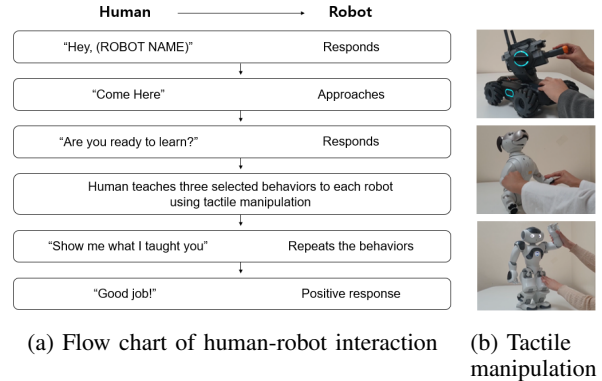 Human Robot
“Hey, (ROBOT NAME)” Responds
“Come Here” Approaches
“Are you ready to learn?” Responds
Human teaches three selected behaviors to each robot
using tactile manipulation
“Show me what I taught you” Repeats the behaviors
“Good job!” Positive response
(a) Flow chart of human-robot interaction
(b) Tactile
manipulation